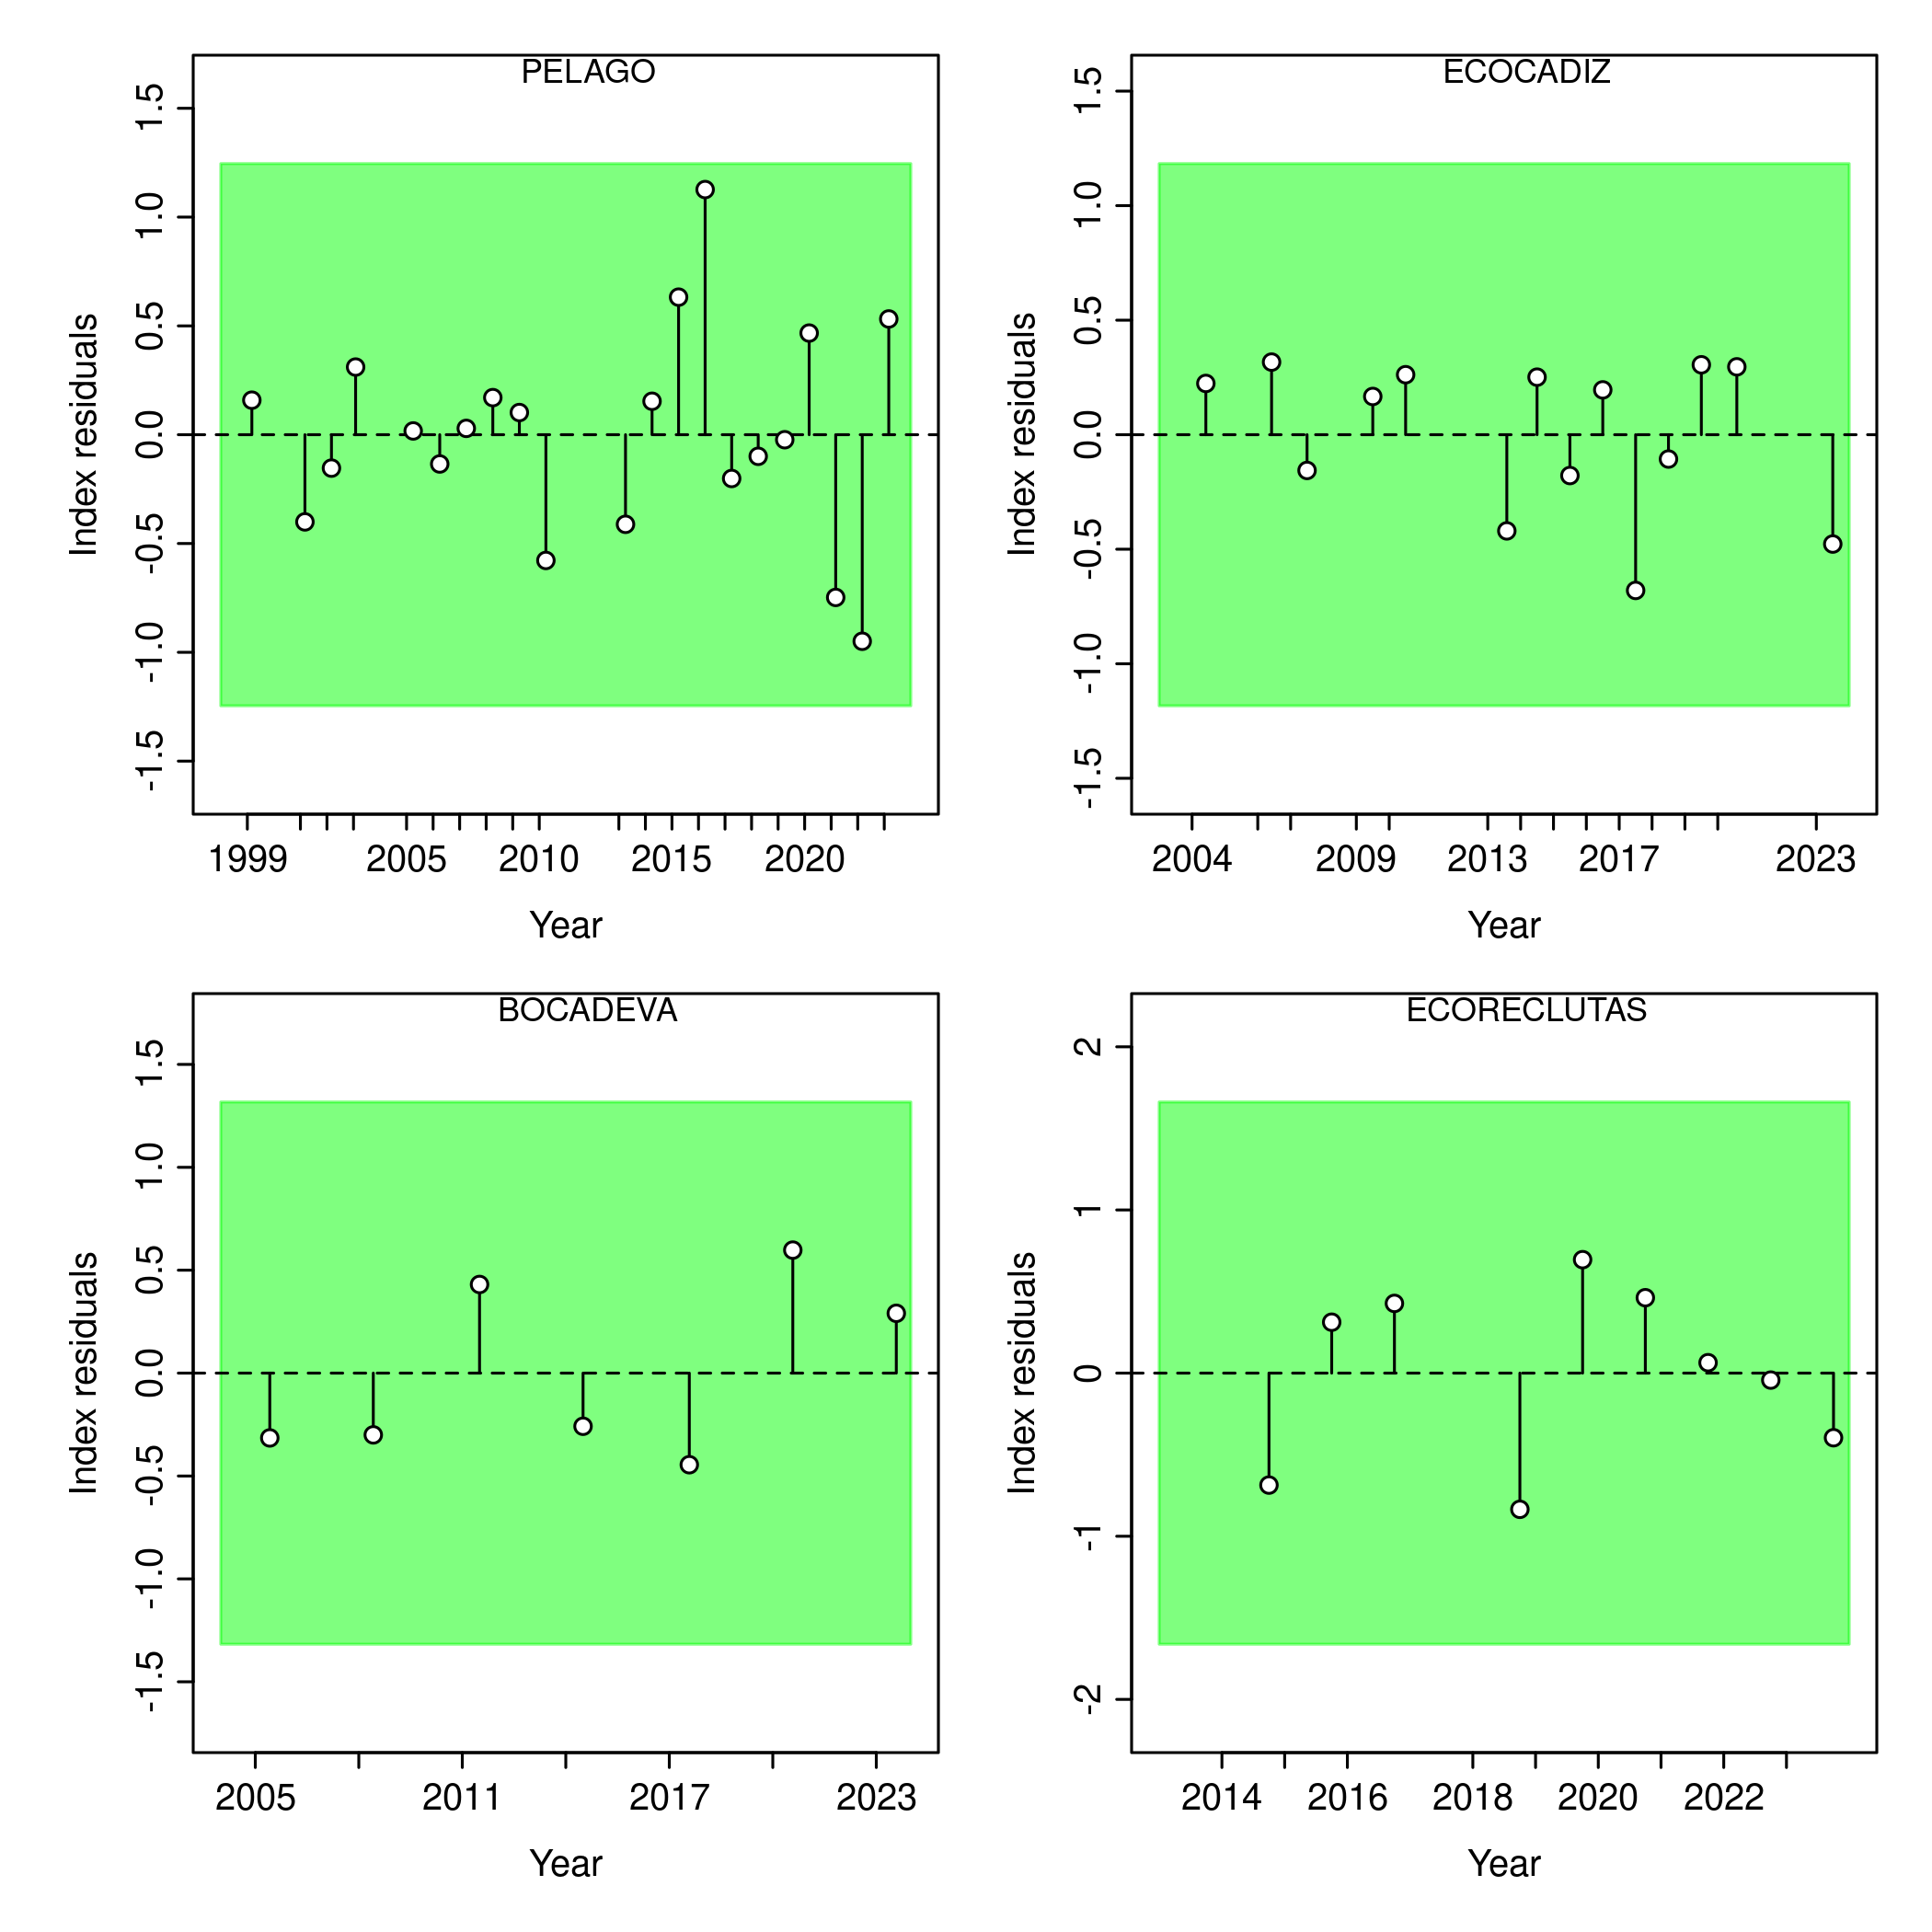 PELAGO
Index residuals
1.5
1.0
0.5
0.0
-0.5
-1.0
-1.5
1999 2005 2010 2015 2020
Year
ECOCADIZ
Index residuals
1.5
1.0
0.5
0.0
-0.5
-1.0
-1.5
2004 2009 2013 2017 2023
Year
BOCADEVA
Index residuals
1.5
1.0
0.5
0.0
-0.5
-1.0
-1.5
2005 2011 2017 2023
Year
ECORECLUTAS
Index residuals
2
1
0
-1
-2
2014 2016 2018 2020 2022
Year